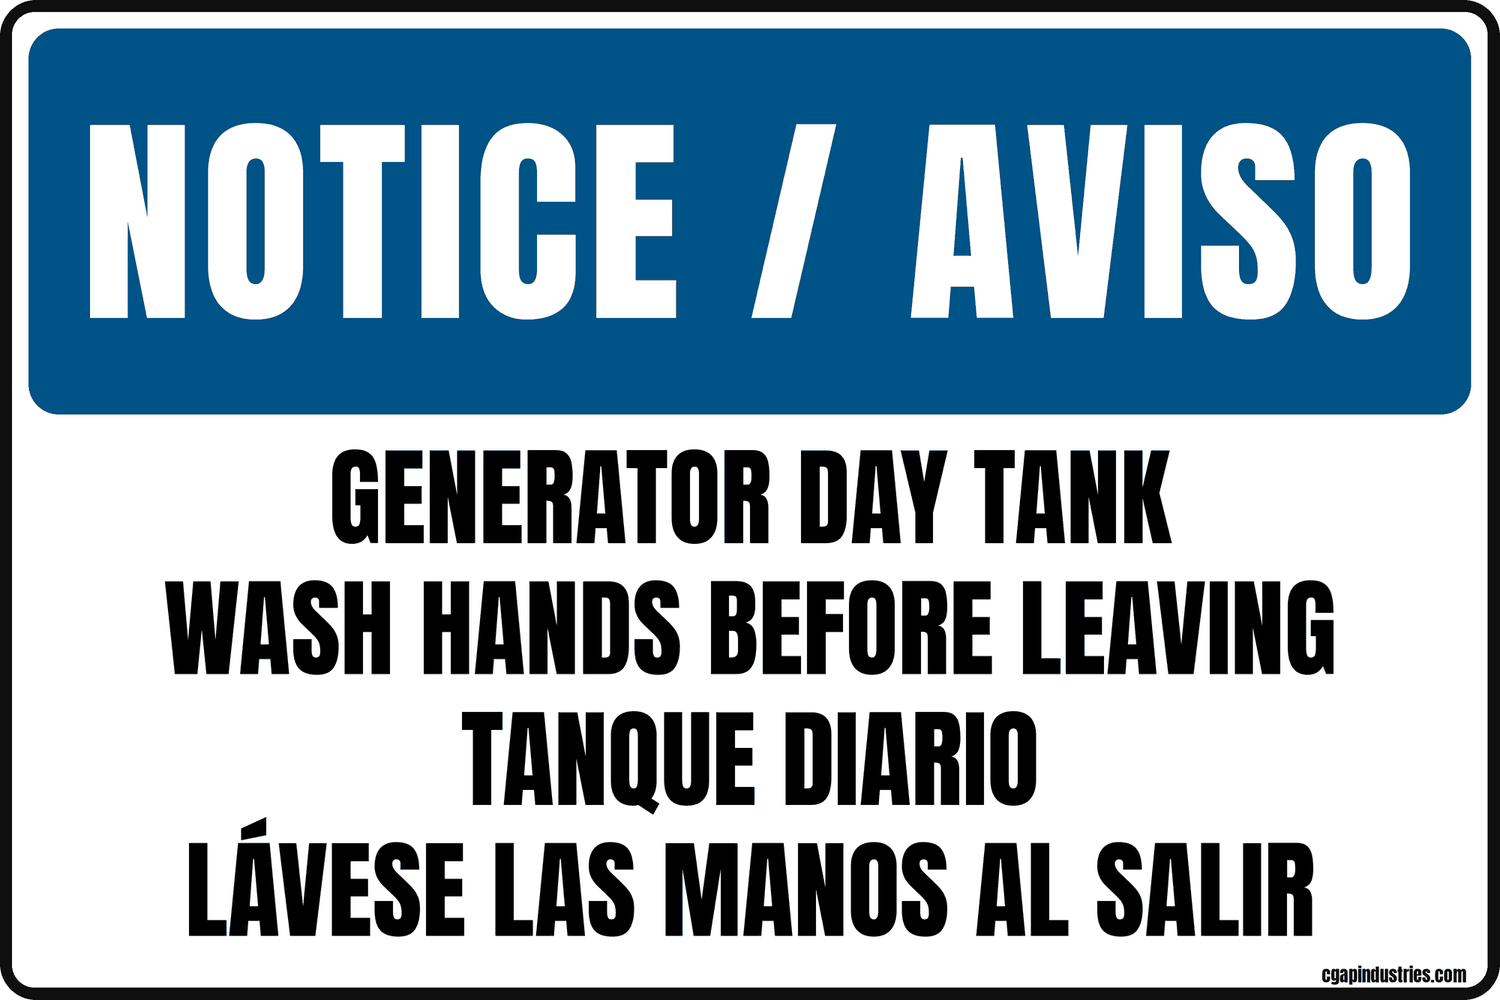 NOTICE / AVISO
GENERATOR DAY TANK
WASH HANDS BEFORE LEAVING
TANQUE DIARIO
LÁVESE LAS MANOS AL SALIR
cgapindustries.com